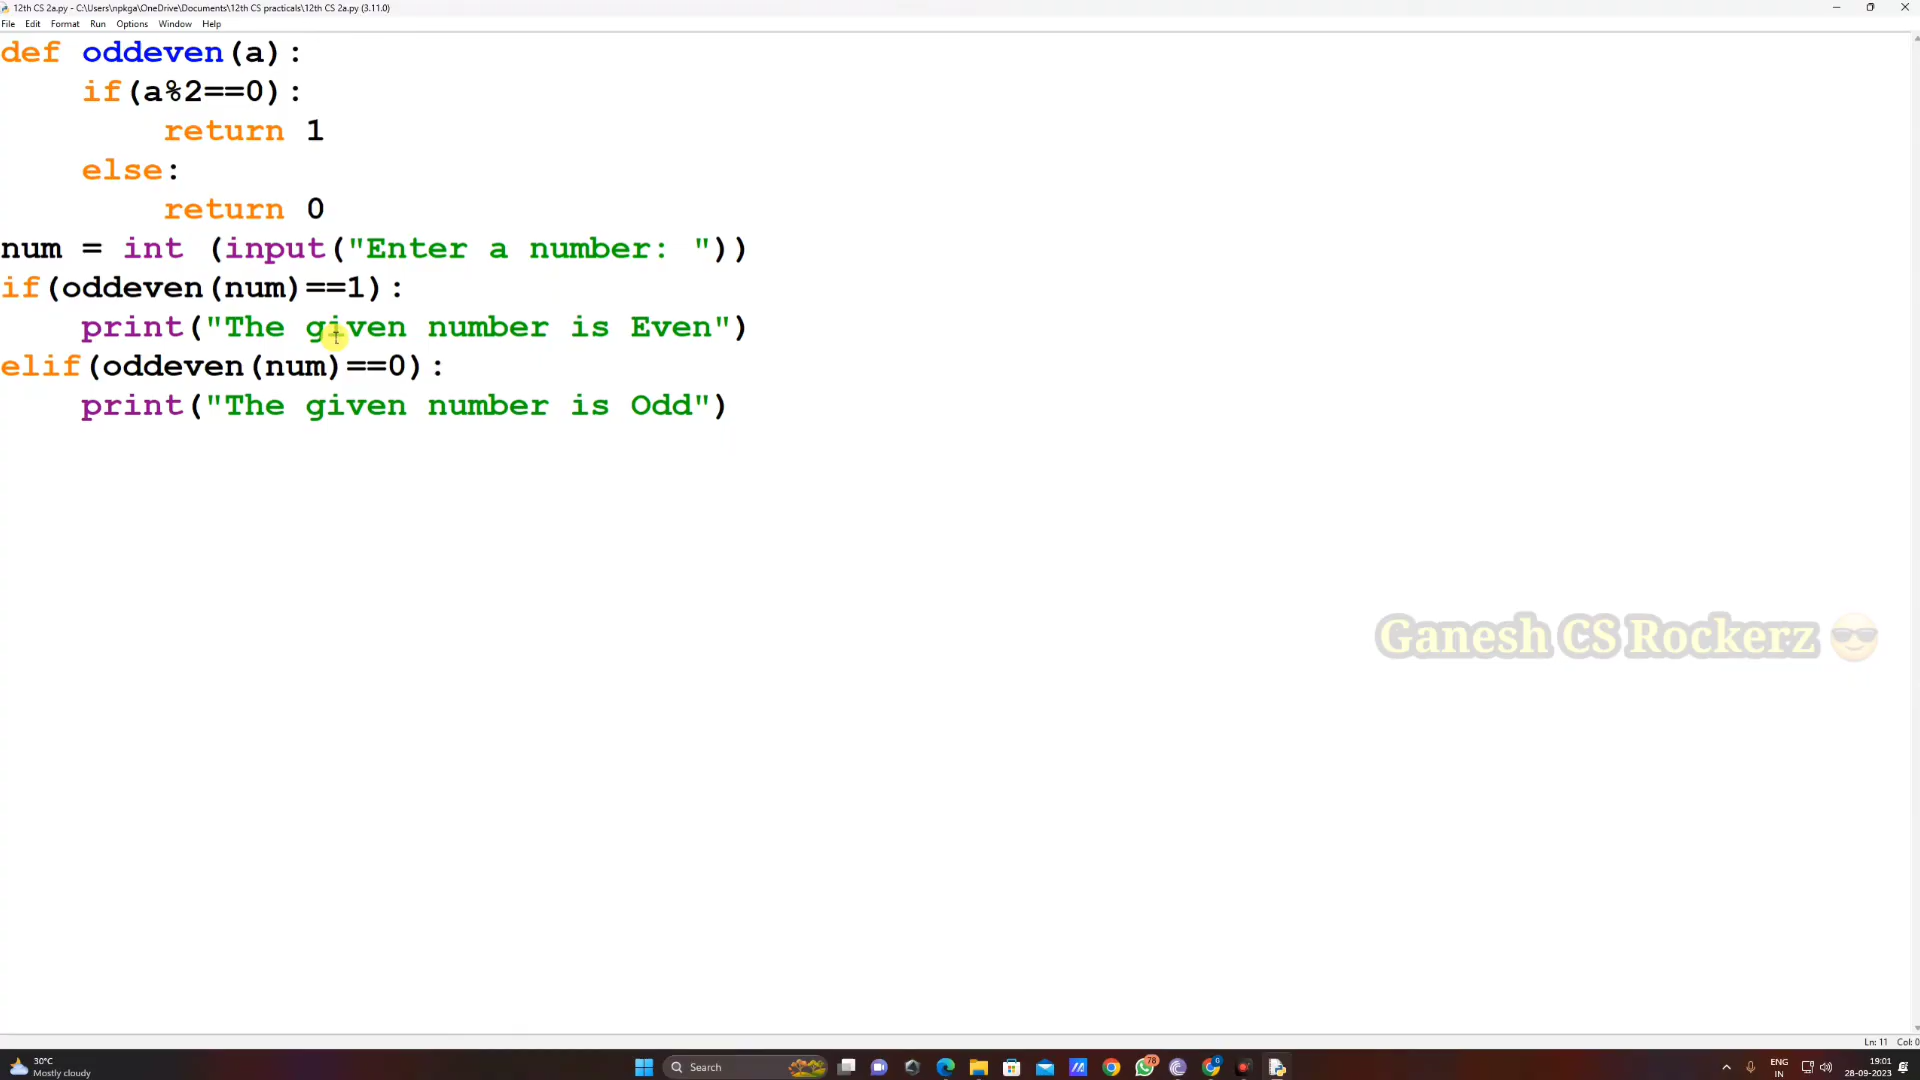 12th CS 2a.py - C:\Users\npkga\OneDrive\Documents\12th CS practicals\12th CS 2a.py (3.11.0)
File Edit Format Run Options Window Help
def oddeven(a):
    if(a%2==0):
        return 1
    else:
        return 0
num = int (input("Enter a number: "))
if(oddeven(num)==1):
    print("The given number is Even")
elif(oddeven(num)==0):
    print("The given number is Odd")
Ganesh CS Rockerz 😎
Ln: 11 Col: 0
30°C
Mostly cloudy
Search
78
ENG
IN
19:01
28-09-2023